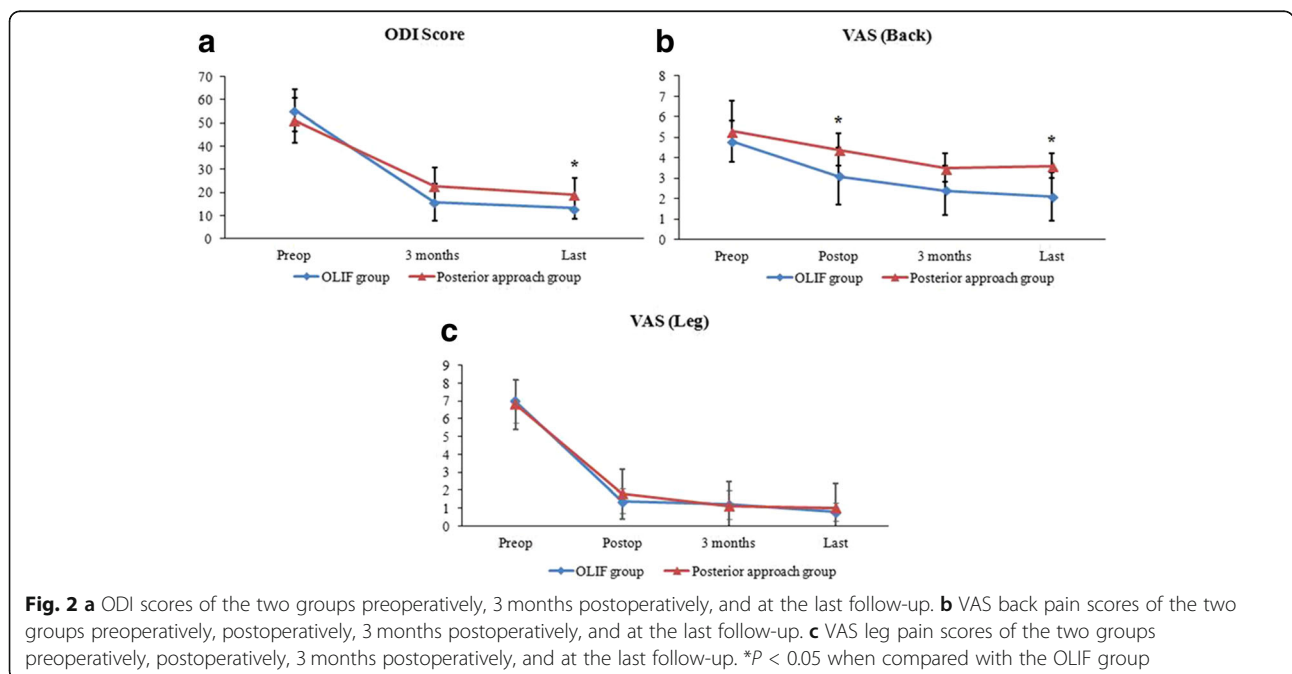 a
ODI Score
70
60
50
40
30
20
10
0
Preop 3 months Last
OLIF group Posterior approach group
b
VAS (Back)
8
7
6
5
4
3
2
1
0
*
*
Preop Postop 3 months Last
OLIF group Posterior approach group
*
c
VAS (Leg)
9
8
7
6
5
4
3
2
1
0
Preop Postop 3 months Last
OLIF group Posterior approach group
Fig. 2 a ODI scores of the two groups preoperatively, 3 months postoperatively, and at the last follow-up. b VAS back pain scores of the two
groups preoperatively, postoperatively, 3 months postoperatively, and at the last follow-up. c VAS leg pain scores of the two groups
preoperatively, postoperatively, 3 months postoperatively, and at the last follow-up. *P < 0.05 when compared with the OLIF group